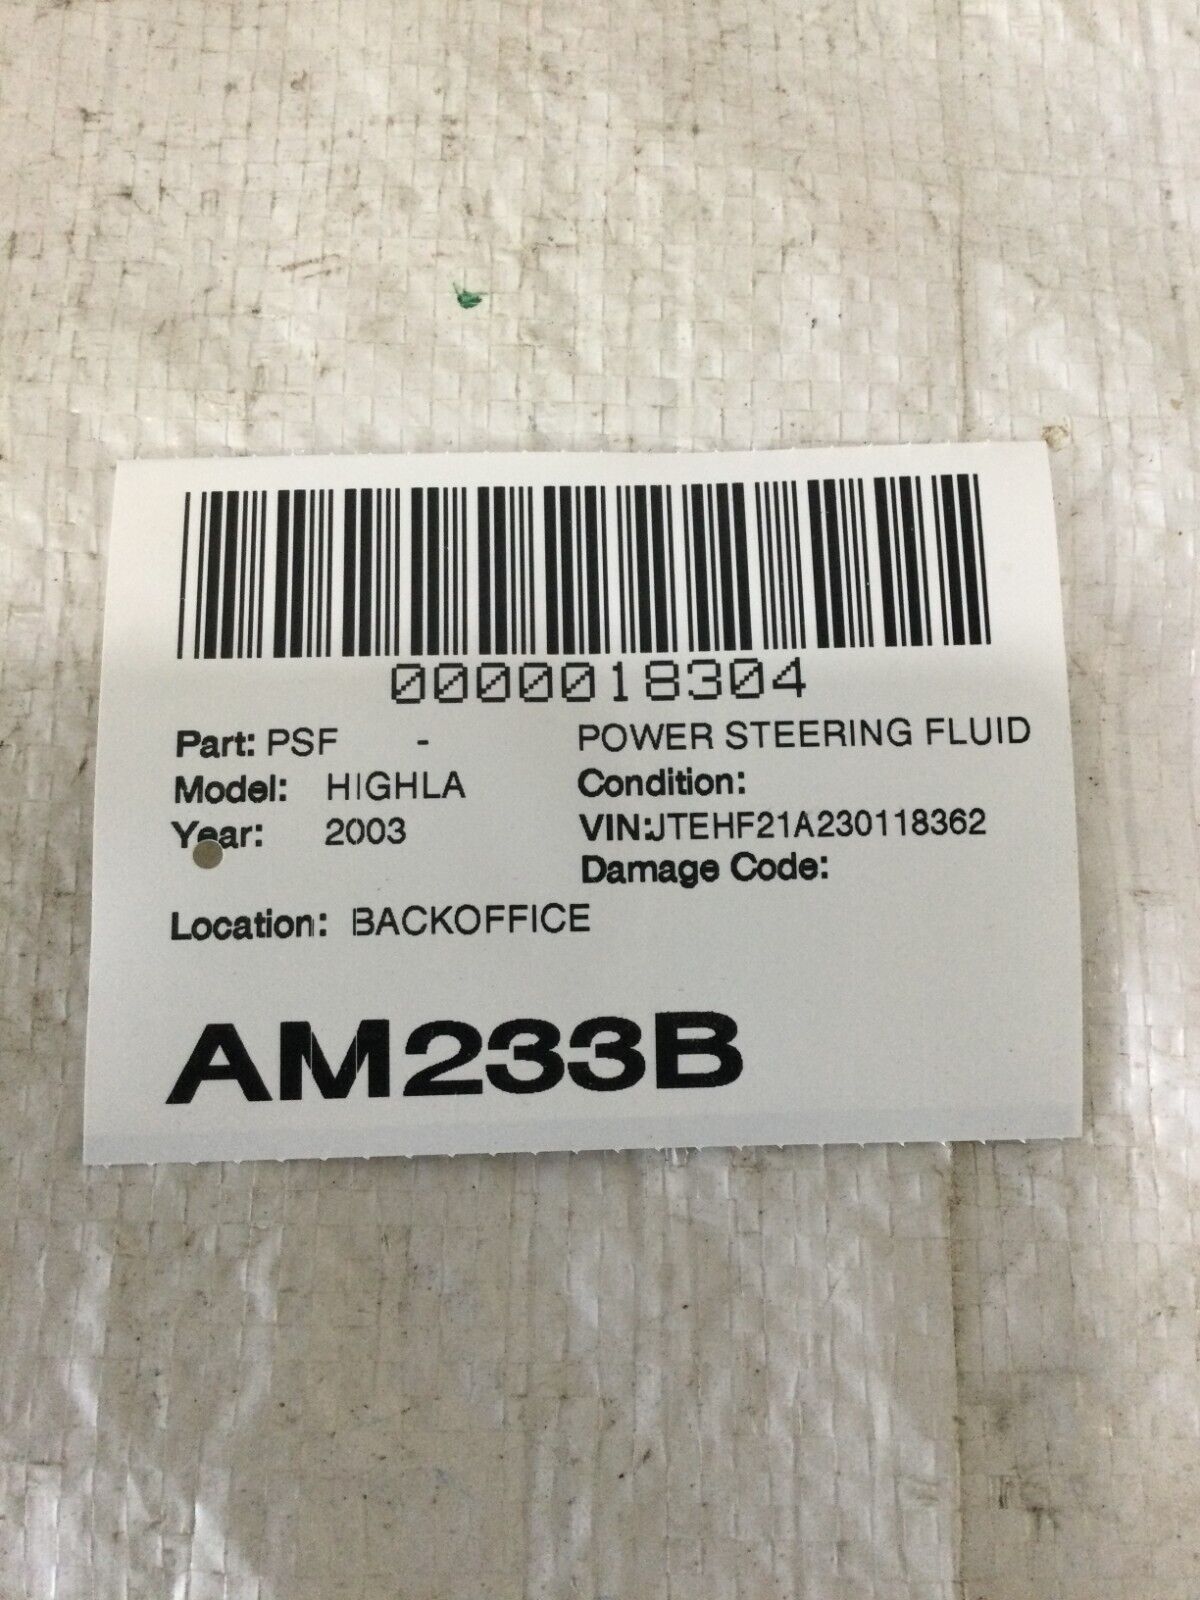 0000018304
Part: PSF - POWER STEERING FLUID
Model: HIGHLA Condition:
Year: 2003 VIN:JTEHF21A230118362
Damage Code:
Location: BACKOFFICE
AM233B